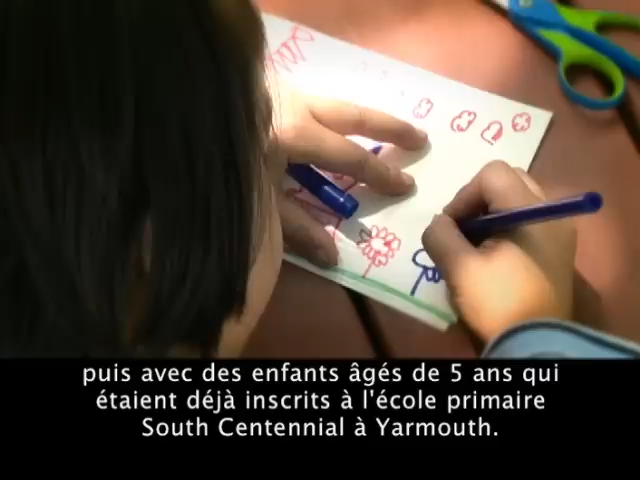 puis avec des enfants âgés de 5 ans qui
étaient déjà inscrits à l'école primaire
South Centennial à Yarmouth.